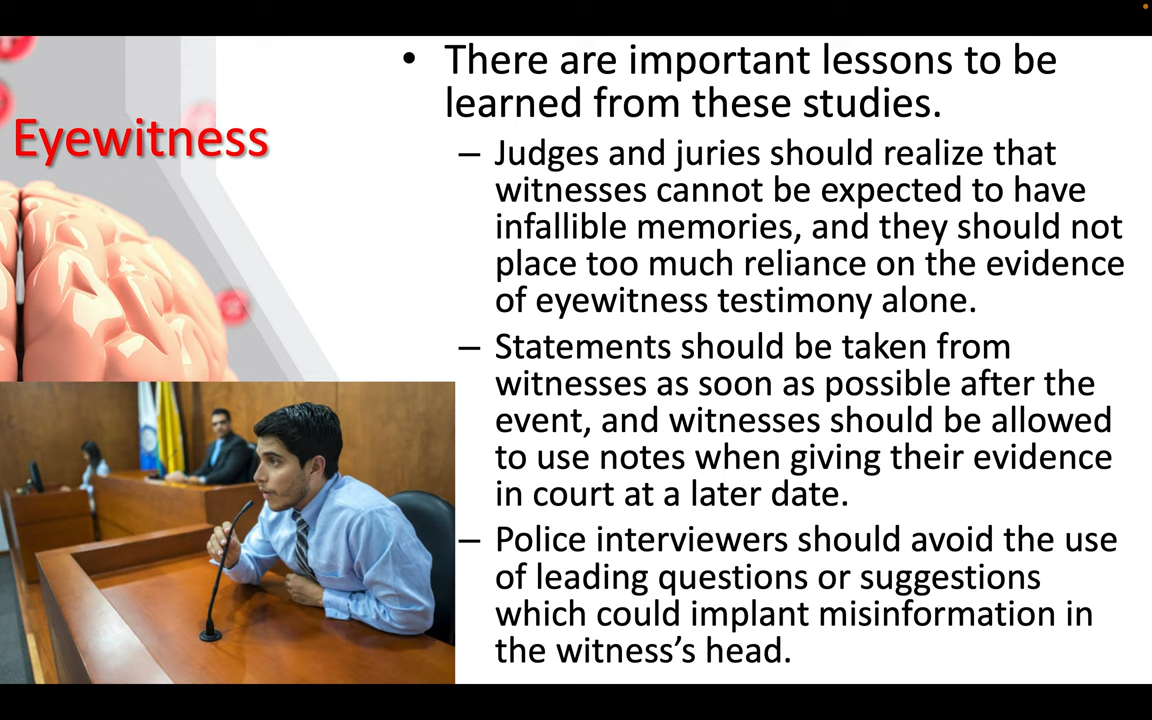 Eyewitness
• There are important lessons to be
learned from these studies.
– Judges and juries should realize that
witnesses cannot be expected to have
infallible memories, and they should not
place too much reliance on the evidence
of eyewitness testimony alone.
– Statements should be taken from
witnesses as soon as possible after the
event, and witnesses should be allowed
to use notes when giving their evidence
in court at a later date.
– Police interviewers should avoid the use
of leading questions or suggestions
which could implant misinformation in
the witness’s head.